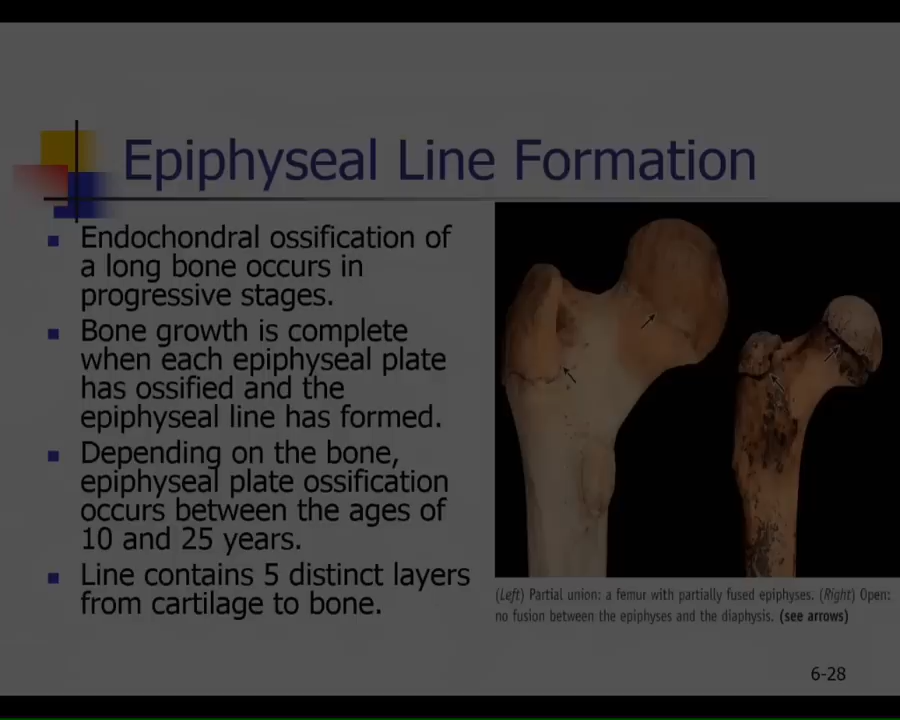 Epiphyseal Line Formation
Endochondral ossification of
a long bone occurs in
progressive stages.
Bone growth is complete
when each epiphyseal plate
has ossified and the
epiphyseal line has formed.
Depending on the bone,
epiphyseal plate ossification
occurs between the ages of
10 and 25 years.
Line contains 5 distinct layers
from cartilage to bone.
(Left) Partial union: a femur with partially fused epiphyses. (Right) Open:
no fusion between the epiphyses and the diaphysis. (see arrows)
6-28